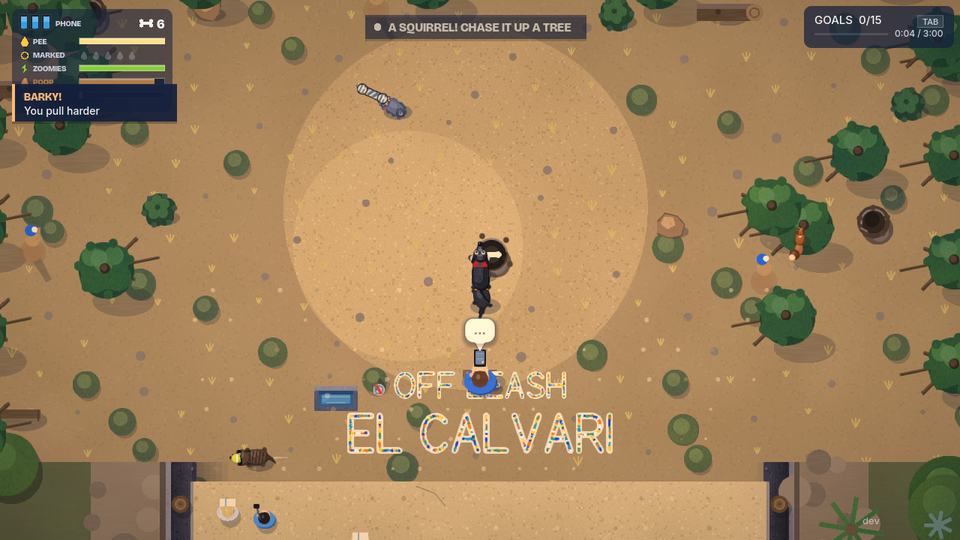 PHONE
6
PEE
MARKED
ZOOMIES
POOP
BARKY!
You pull harder
A SQUIRREL! CHASE IT UP A TREE
GOALS 0/15
TAB
0:04 / 3:00
...
OFF LEASH
EL CALVARI
dev